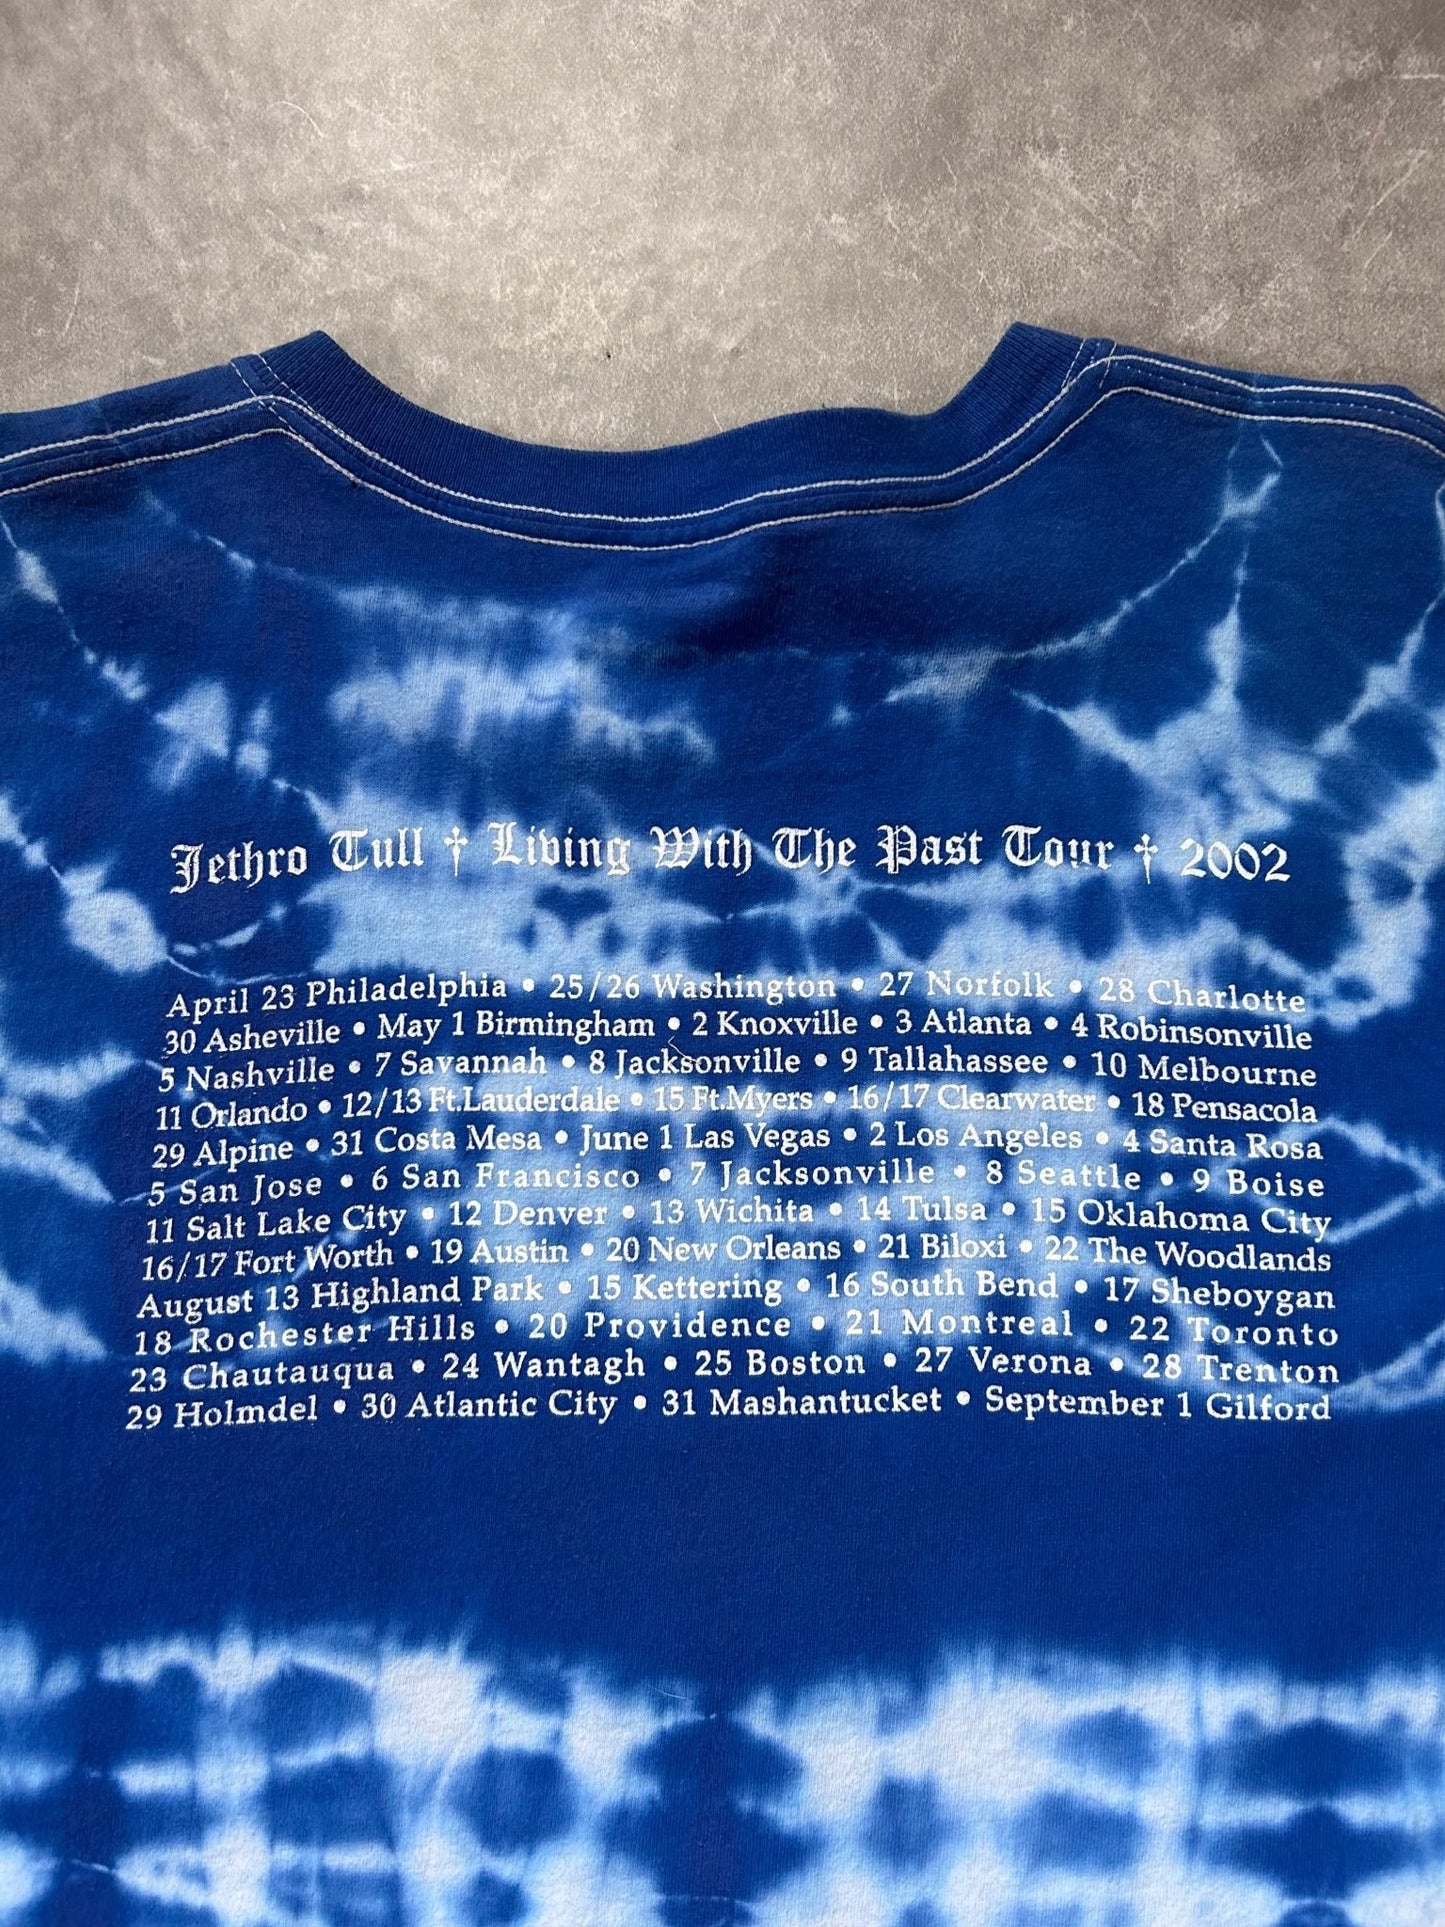 Jethro Tull † Living With The Past Tour † 2002
April 23 Philadelphia • 25/26 Washington • 27 Norfolk • 28 Charlotte
30 Asheville • May 1 Birmingham • 2 Knoxville • 3 Atlanta • 4 Robinsonville
5 Nashville • 7 Savannah • 8 Jacksonville • 9 Tallahassee • 10 Melbourne
11 Orlando • 12/13 Ft.Lauderdale • 15 Ft.Myers • 16/17 Clearwater • 18 Pensacola
29 Alpine • 31 Costa Mesa • June 1 Las Vegas • 2 Los Angeles • 4 Santa Rosa
5 San Jose • 6 San Francisco • 7 Jacksonville • 8 Seattle • 9 Boise
11 Salt Lake City • 12 Denver • 13 Wichita • 14 Tulsa • 15 Oklahoma City
16/17 Fort Worth • 19 Austin • 20 New Orleans • 21 Biloxi • 22 The Woodlands
August 13 Highland Park • 15 Kettering • 16 South Bend • 17 Sheboygan
18 Rochester Hills • 20 Providence • 21 Montreal • 22 Toronto
23 Chautauqua • 24 Wantagh • 25 Boston • 27 Verona • 28 Trenton
29 Holmdel • 30 Atlantic City • 31 Mashantucket • September 1 Gilford